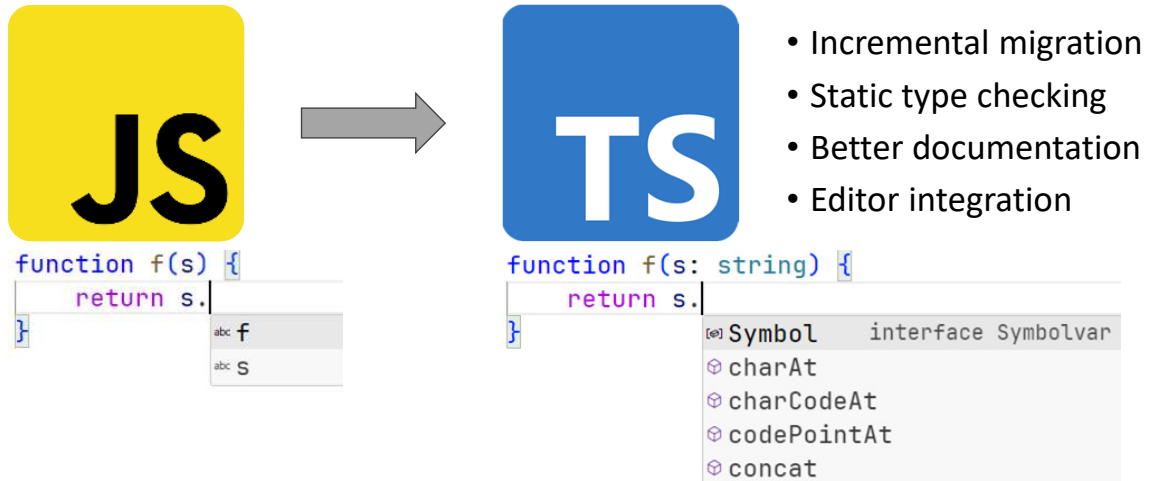 JS
TS
• Incremental migration
• Static type checking
• Better documentation
• Editor integration
function f(s) {
    return s.
}
abc f
abc s
function f(s: string) {
    return s.
}
Symbol interface Symbolvar
charAt
charCodeAt
codePointAt
concat